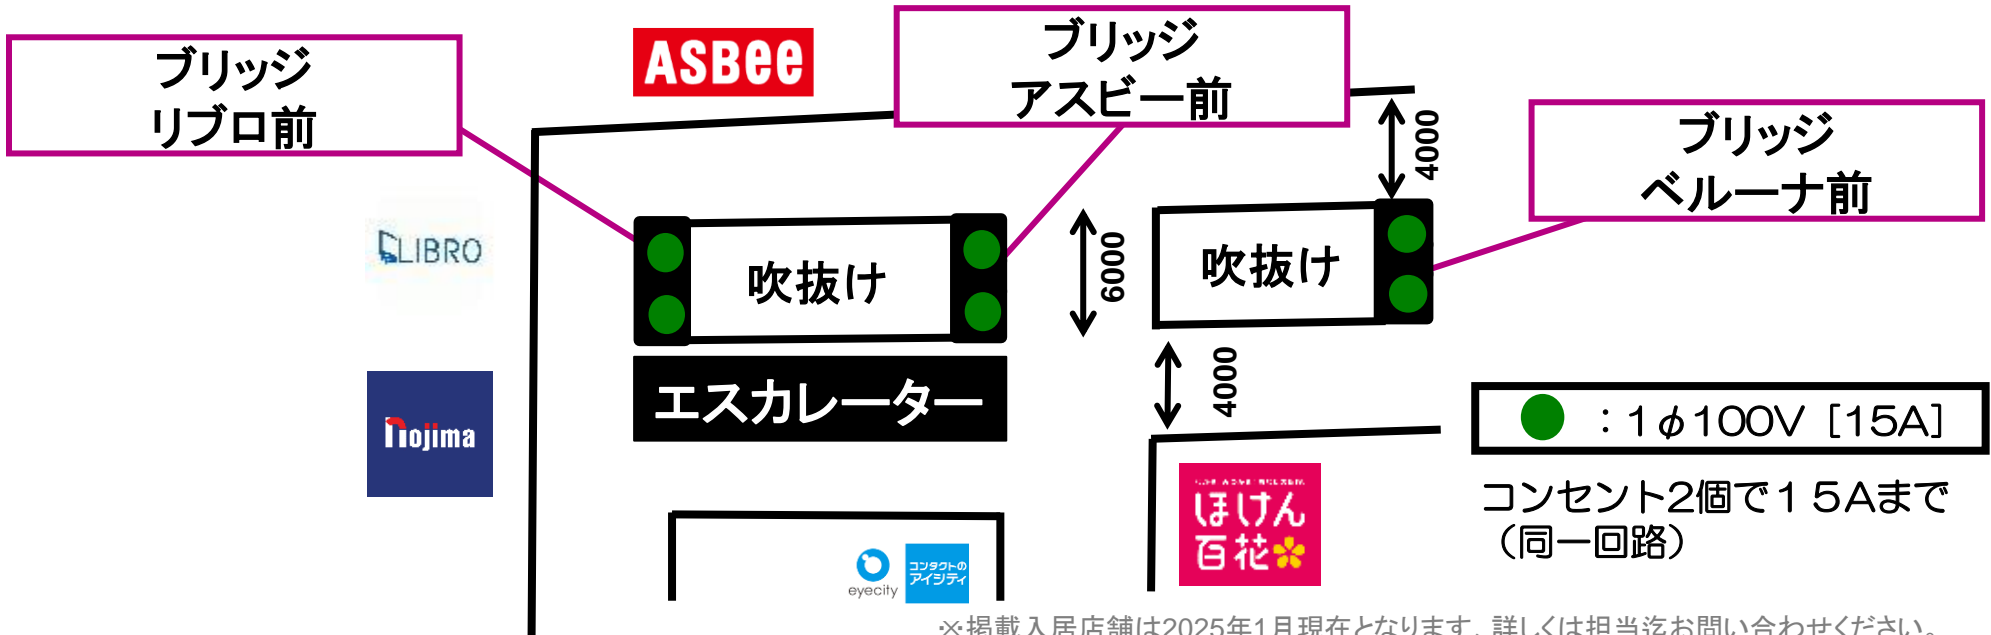 ブリッジ
リブロ前
ASBee
ブリッジ
アスビー前
ブリッジ
ベルーナ前
4000
LIBRO
吹抜け
6000
吹抜け
エスカレーター
4000
nojima
：1φ100V［15A］
コンセント2個で15Aまで
（同一回路）
ほけん
百花
eyecity
コンタクトの
アイシティ
※掲載入居店舗は2025年1月現在となります。詳しくは担当迄お問い合わせください。